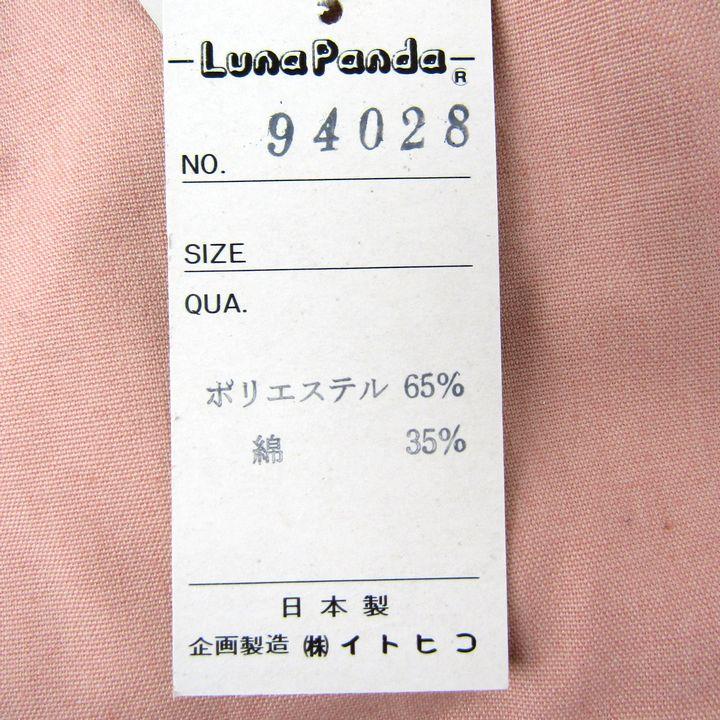 LunaPanda®
NO. 94028
SIZE
QUA.
ポリエステル 65%
綿 35%
日本製
企画製造 ㈱イトヒコ